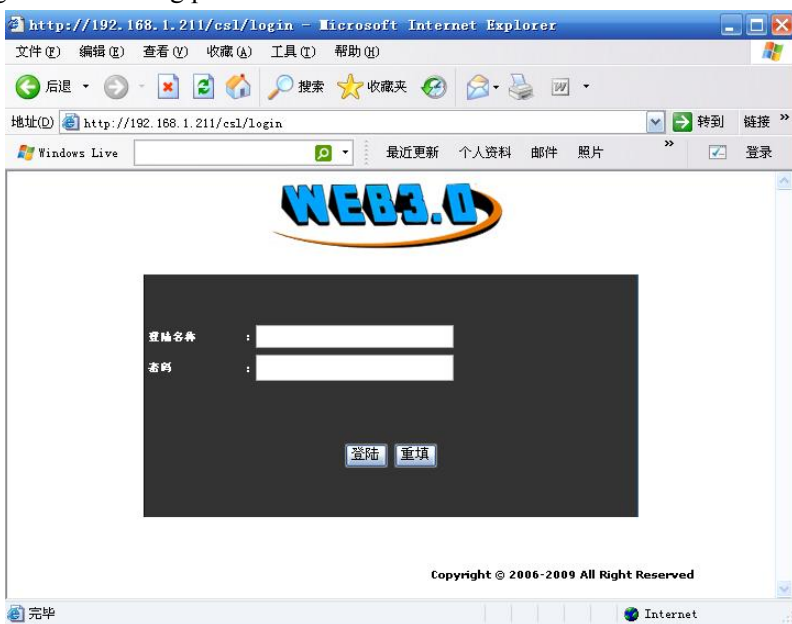 http://192.168.1.211/csl/login - Microsoft Internet Explorer
文件(F) 编辑(E) 查看(V) 收藏(A) 工具(T) 帮助(H)
后退 搜索 收藏夹
地址(D) http://192.168.1.211/csl/login 转到 链接 »
Windows Live 最近更新 个人资料 邮件 照片 » 登录
WEB3.0
登陆名称 :
密码 :
登陆 重填
Copyright © 2006-2009 All Right Reserved
完毕 Internet